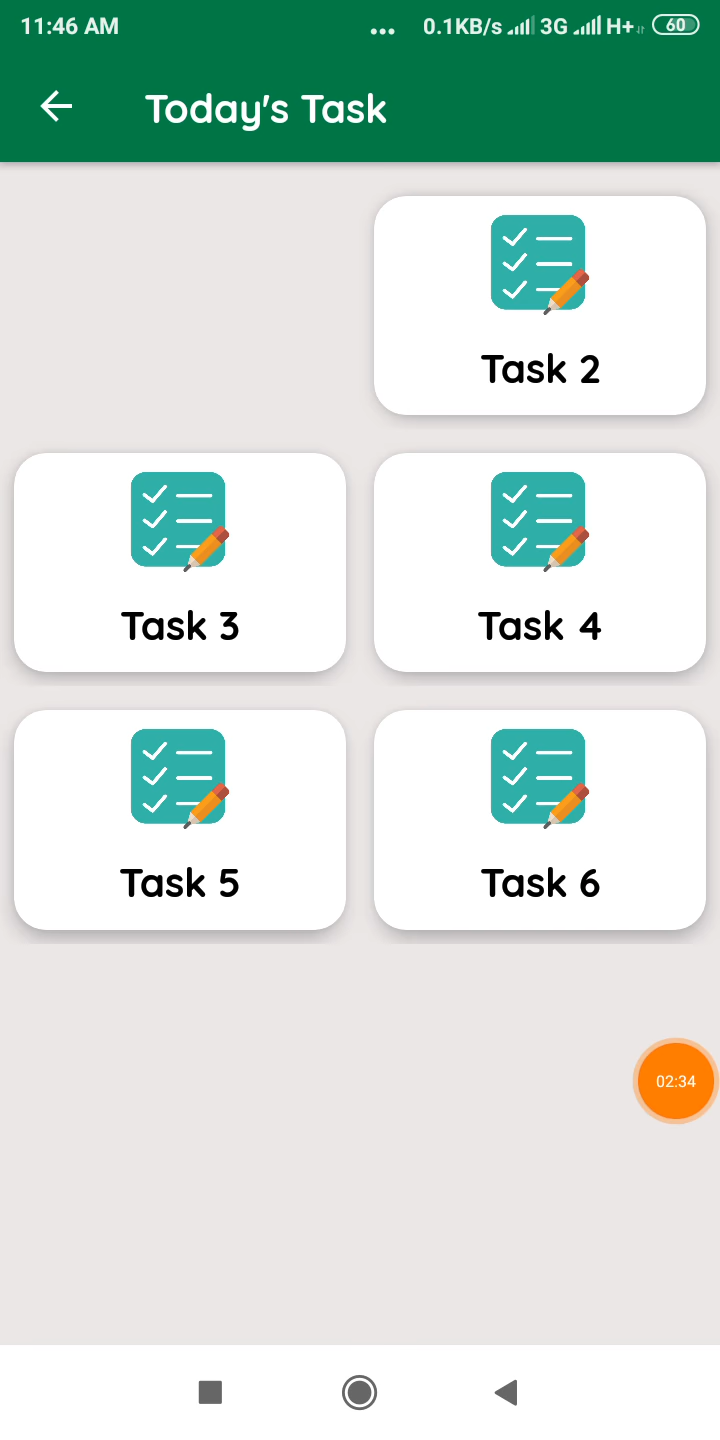 11:46 AM ... 0.1KB/s 3G H+ 60
Today's Task
Task 2
Task 3 Task 4
Task 5 Task 6
02:34